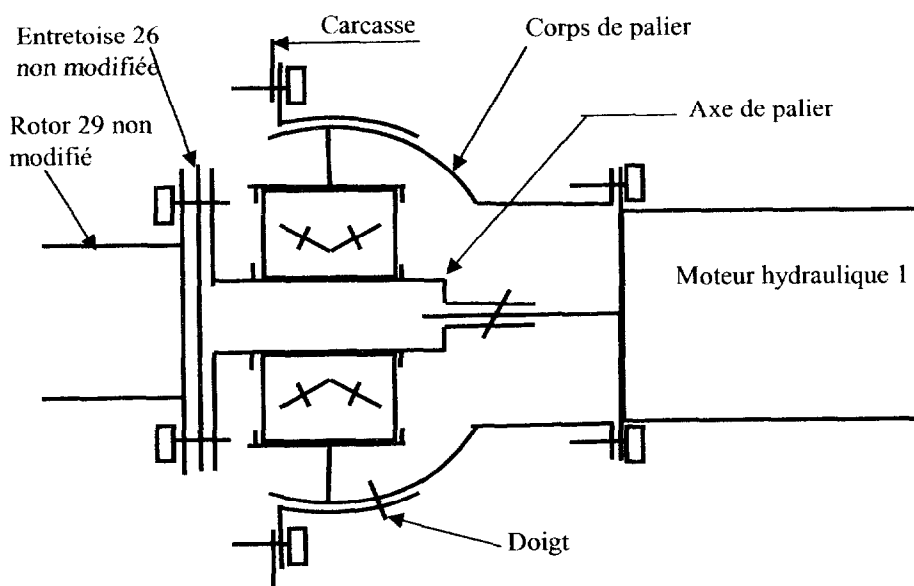 Entretoise 26
non modifiée
Carcasse
Corps de palier
Rotor 29 non
modifié
Axe de palier
Moteur hydraulique 1
Doigt